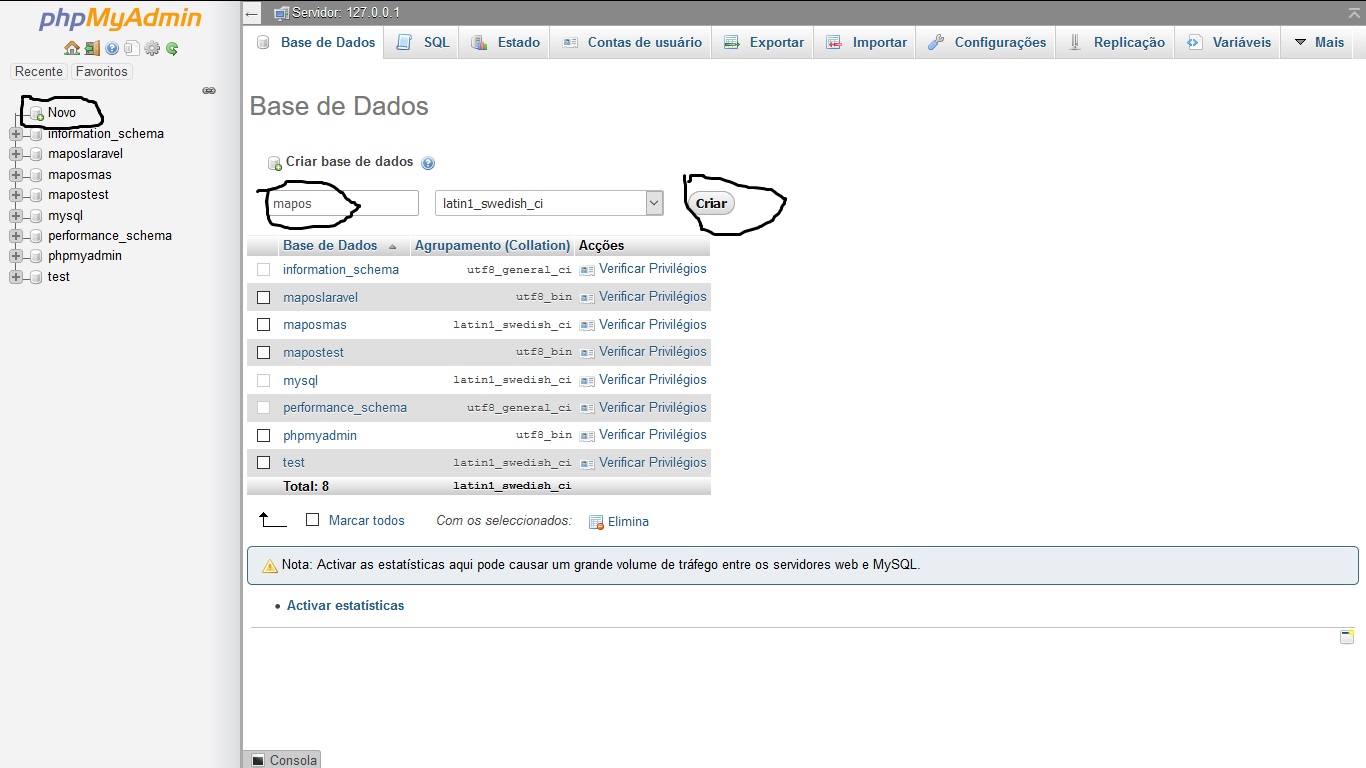 phpMyAdmin
Recente Favoritos
Novo
information_schema
maposlaravel
maposmas
mapostest
mysql
performance_schema
phpmyadmin
test
Servidor: 127.0.0.1
Base de Dados SQL Estado Contas de usuário Exportar Importar Configurações Replicação Variáveis Mais
Base de Dados
Criar base de dados
mapos latin1_swedish_ci Criar
Base de Dados Agrupamento (Collation) Acções
information_schema utf8_general_ci Verificar Privilégios
maposlaravel utf8_bin Verificar Privilégios
maposmas latin1_swedish_ci Verificar Privilégios
mapostest utf8_bin Verificar Privilégios
mysql latin1_swedish_ci Verificar Privilégios
performance_schema utf8_general_ci Verificar Privilégios
phpmyadmin utf8_bin Verificar Privilégios
test latin1_swedish_ci Verificar Privilégios
Total: 8 latin1_swedish_ci
Marcar todos Com os seleccionados: Elimina
Nota: Activar as estatísticas aqui pode causar um grande volume de tráfego entre os servidores web e MySQL.
• Activar estatísticas
Consola